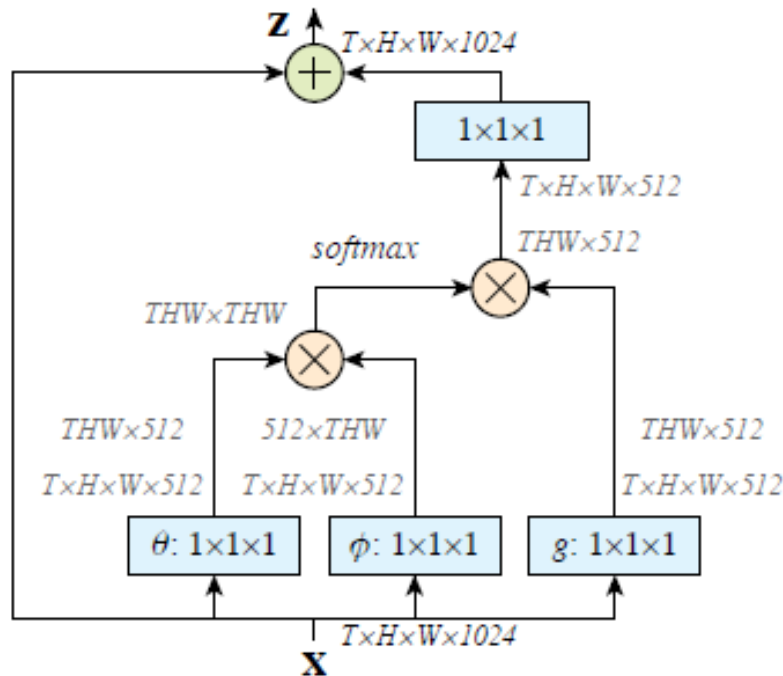 z
T×H×W×1024
+
1×1×1
T×H×W×512
THW×512
softmax
×
THW×THW
×
THW×512 512×THW THW×512
T×H×W×512 T×H×W×512 T×H×W×512
θ: 1×1×1 ϕ: 1×1×1 g: 1×1×1
T×H×W×1024
x